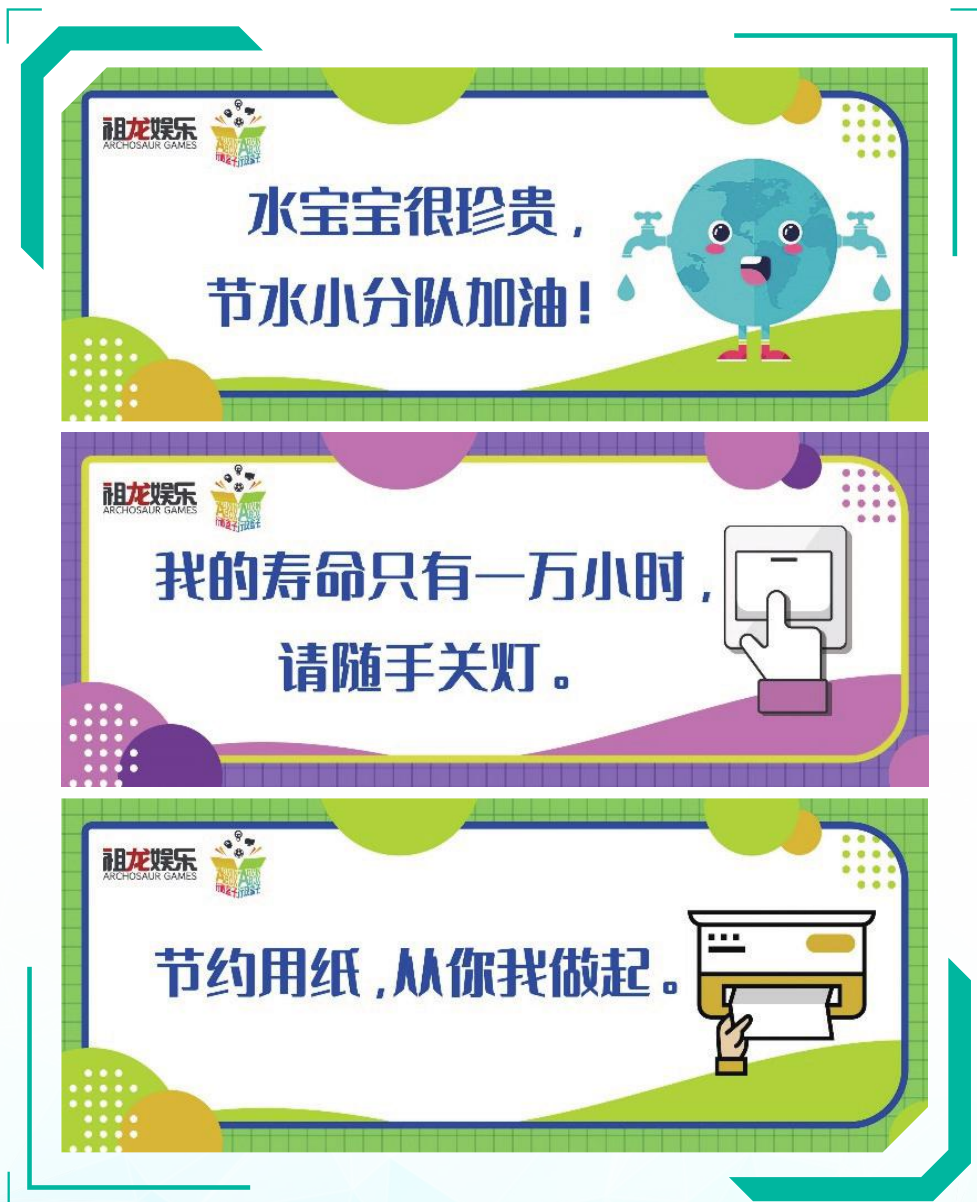 祖龙娱乐
ARCHOSAUR GAMES
水宝宝很珍贵，
节水小分队加油！
祖龙娱乐
ARCHOSAUR GAMES
我的寿命只有一万小时，
请随手关灯。
祖龙娱乐
ARCHOSAUR GAMES
节约用纸，从你我做起。